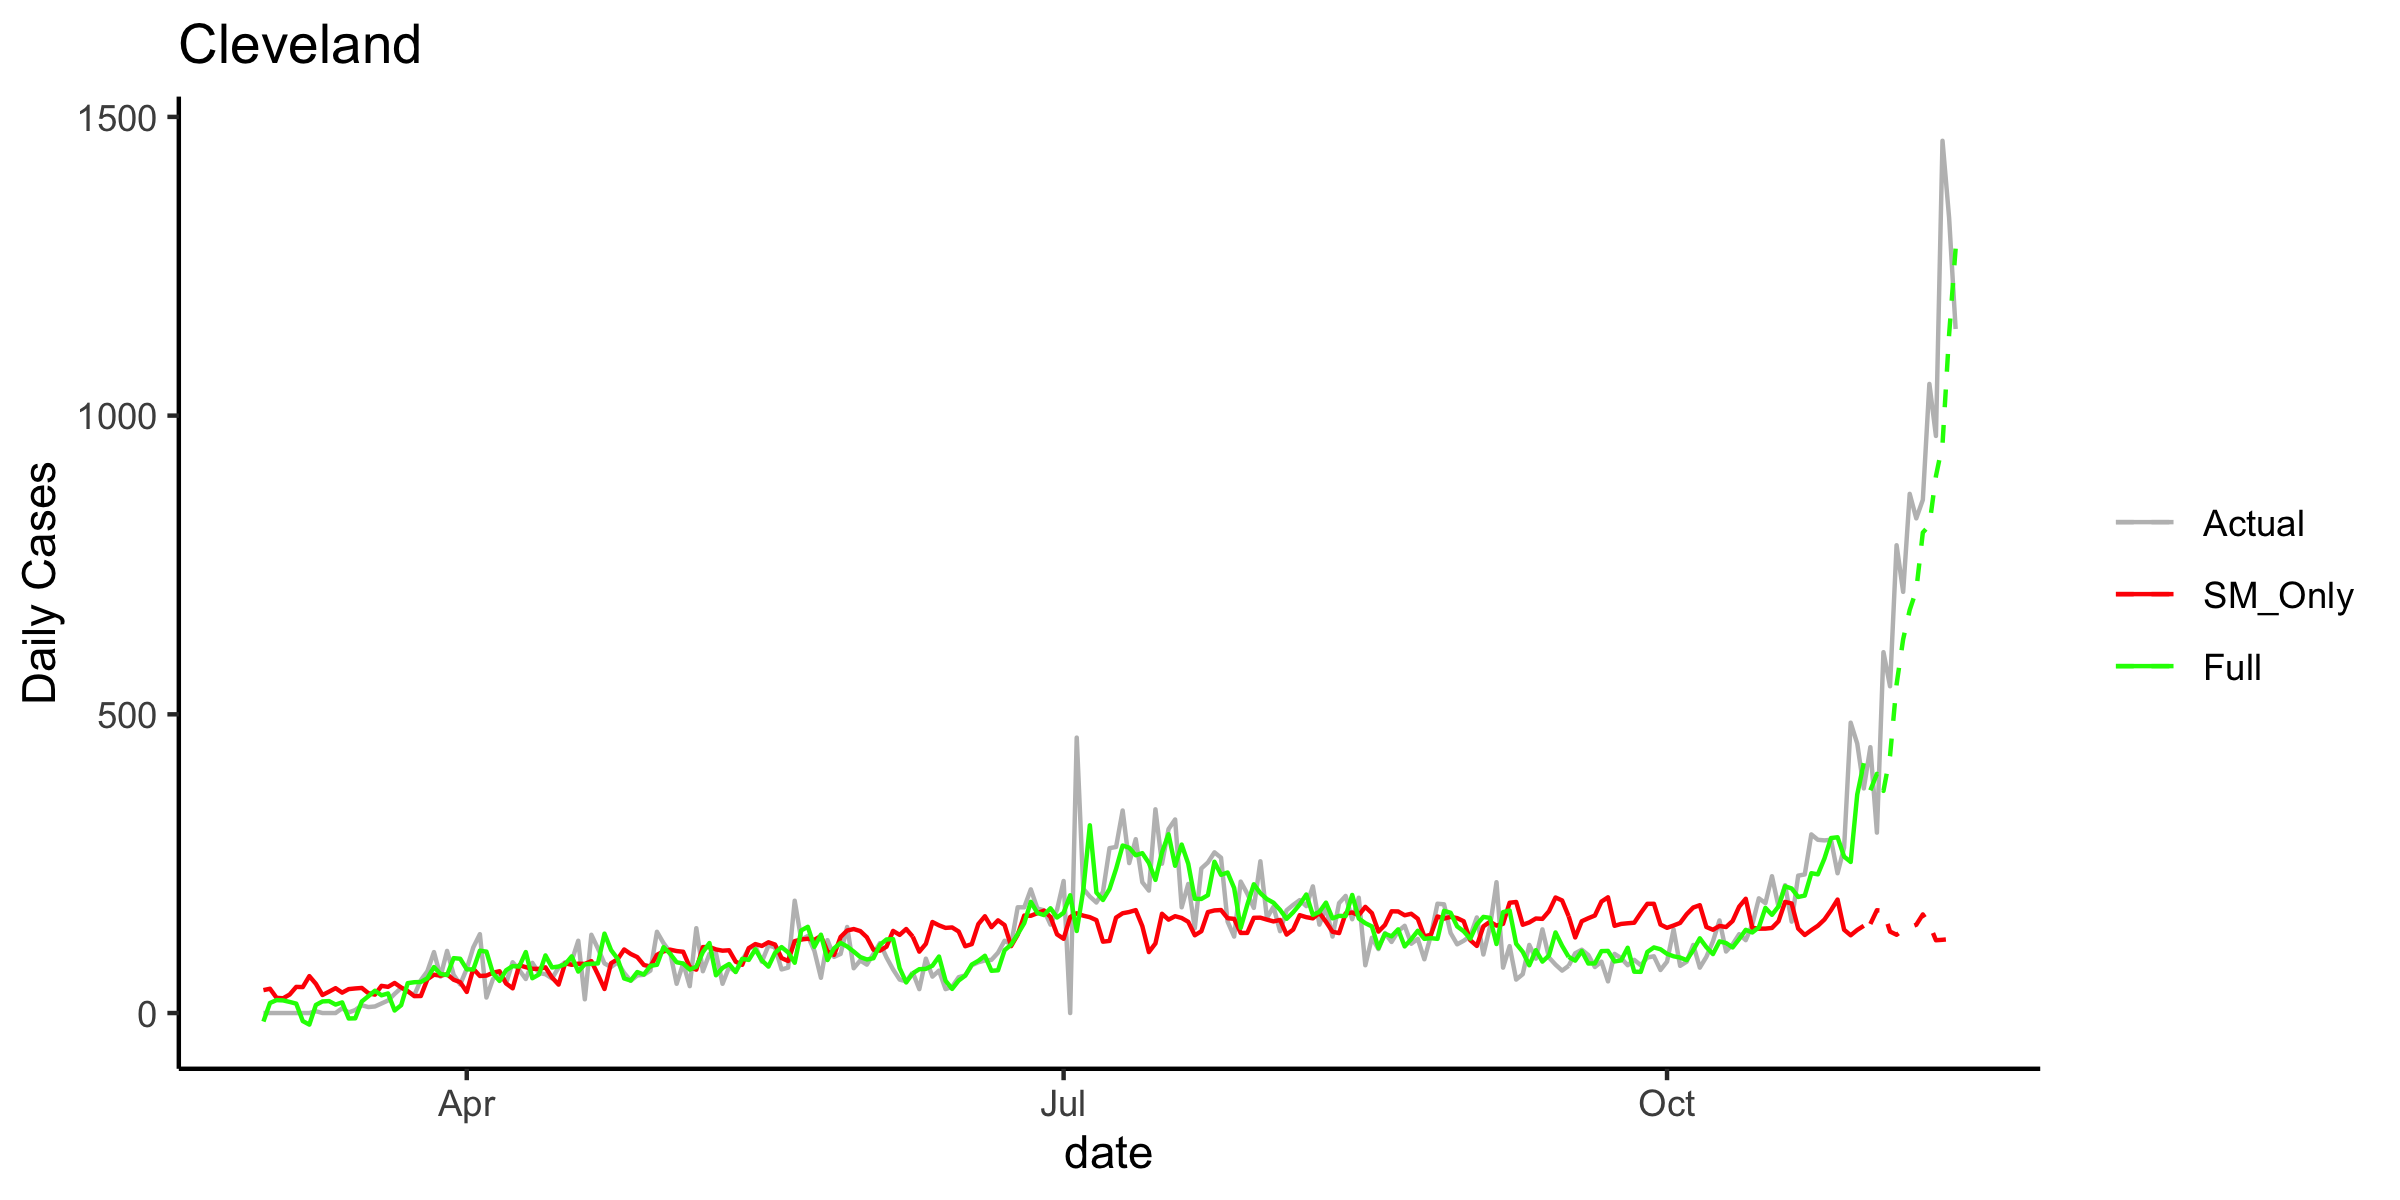 Cleveland
1500
1000
500
0
Daily Cases
Apr
Jul
Oct
date
Actual
SM_Only
Full